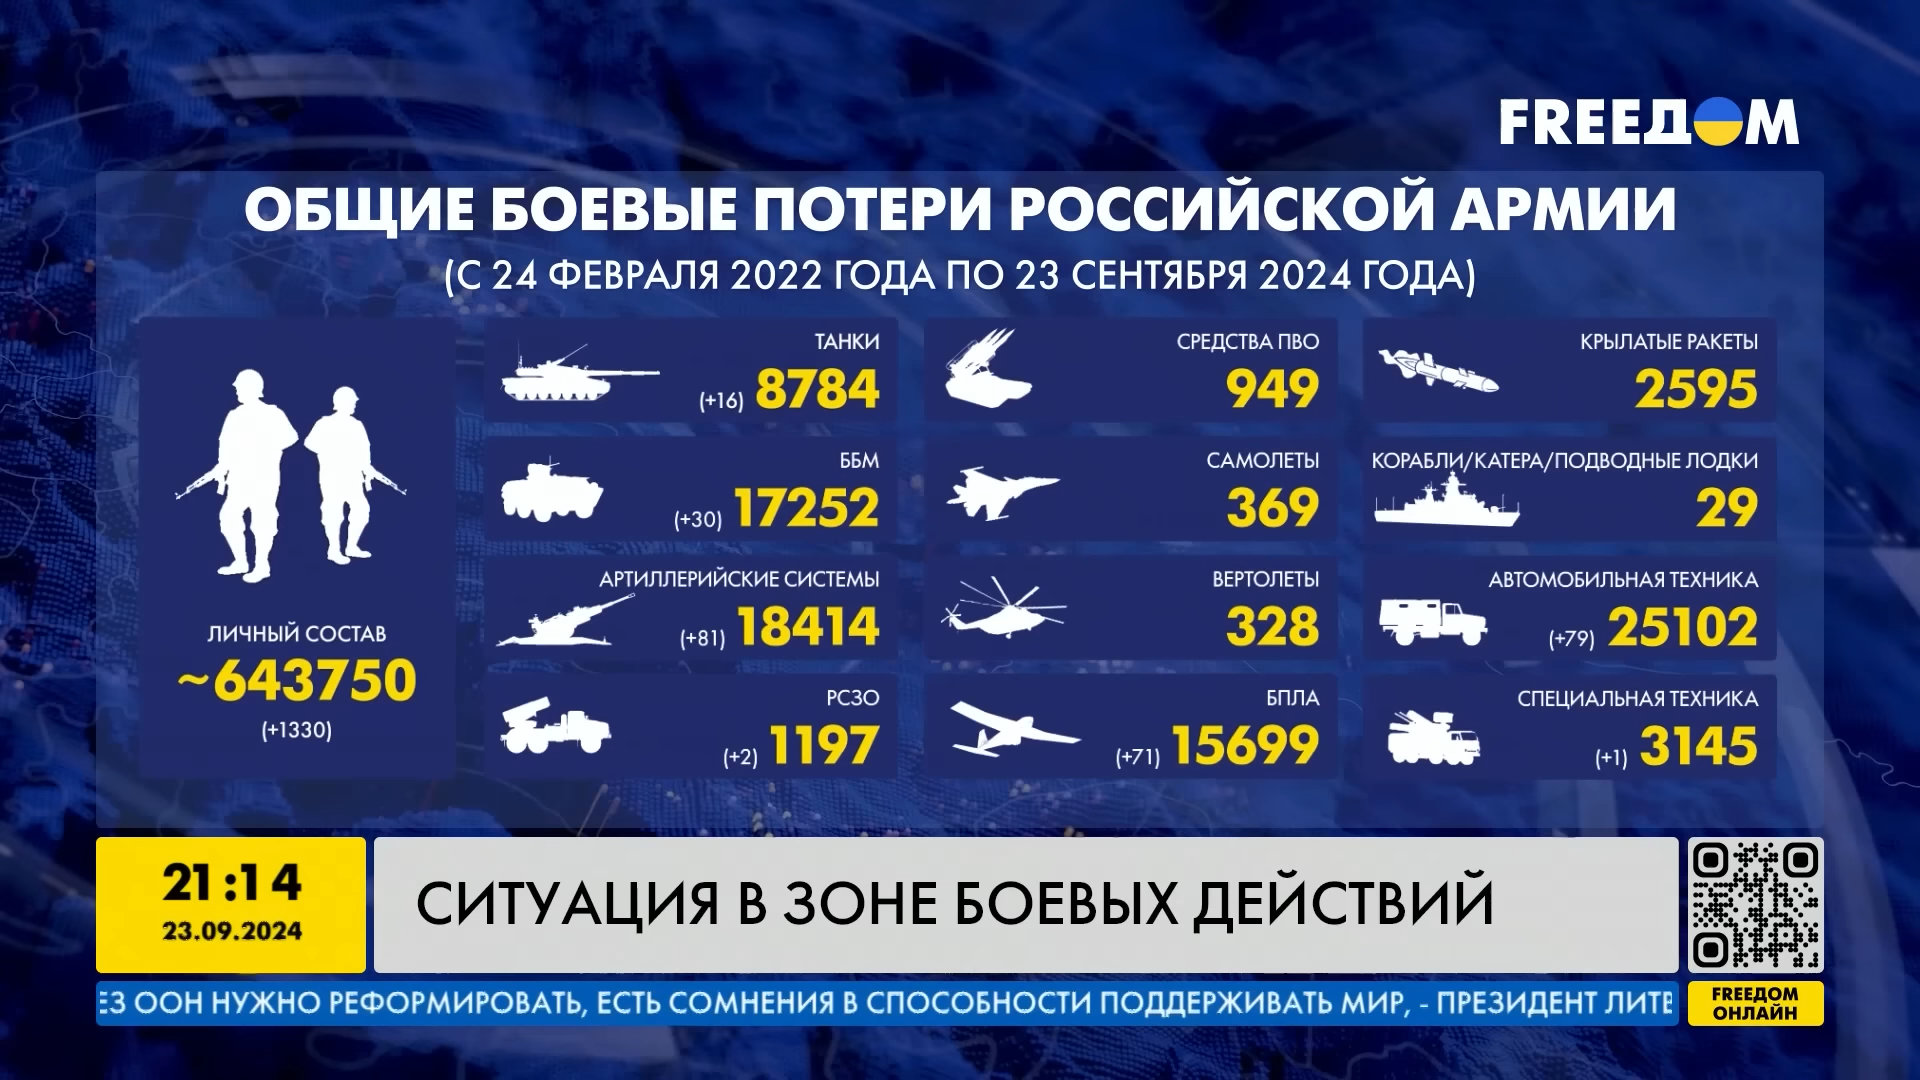 FREEДOM
ОБЩИЕ БОЕВЫЕ ПОТЕРИ РОССИЙСКОЙ АРМИИ
(С 24 ФЕВРАЛЯ 2022 ГОДА ПО 23 СЕНТЯБРЯ 2024 ГОДА)
ЛИЧНЫЙ СОСТАВ
~643750
(+1330)
ТАНКИ
(+16) 8784
ББМ
(+30) 17252
АРТИЛЛЕРИЙСКИЕ СИСТЕМЫ
(+81) 18414
РСЗО
(+2) 1197
СРЕДСТВА ПВО
949
САМОЛЕТЫ
369
ВЕРТОЛЕТЫ
328
БПЛА
(+71) 15699
КРЫЛАТЫЕ РАКЕТЫ
2595
КОРАБЛИ/КАТЕРА/ПОДВОДНЫЕ ЛОДКИ
29
АВТОМОБИЛЬНАЯ ТЕХНИКА
(+79) 25102
СПЕЦИАЛЬНАЯ ТЕХНИКА
(+1) 3145
21:14
23.09.2024
СИТУАЦИЯ В ЗОНЕ БОЕВЫХ ДЕЙСТВИЙ
ЕЗ ООН НУЖНО РЕФОРМИРОВАТЬ, ЕСТЬ СОМНЕНИЯ В СПОСОБНОСТИ ПОДДЕРЖИВАТЬ МИР, - ПРЕЗИДЕНТ ЛИТВ
FREEДOM
ОНЛАЙН